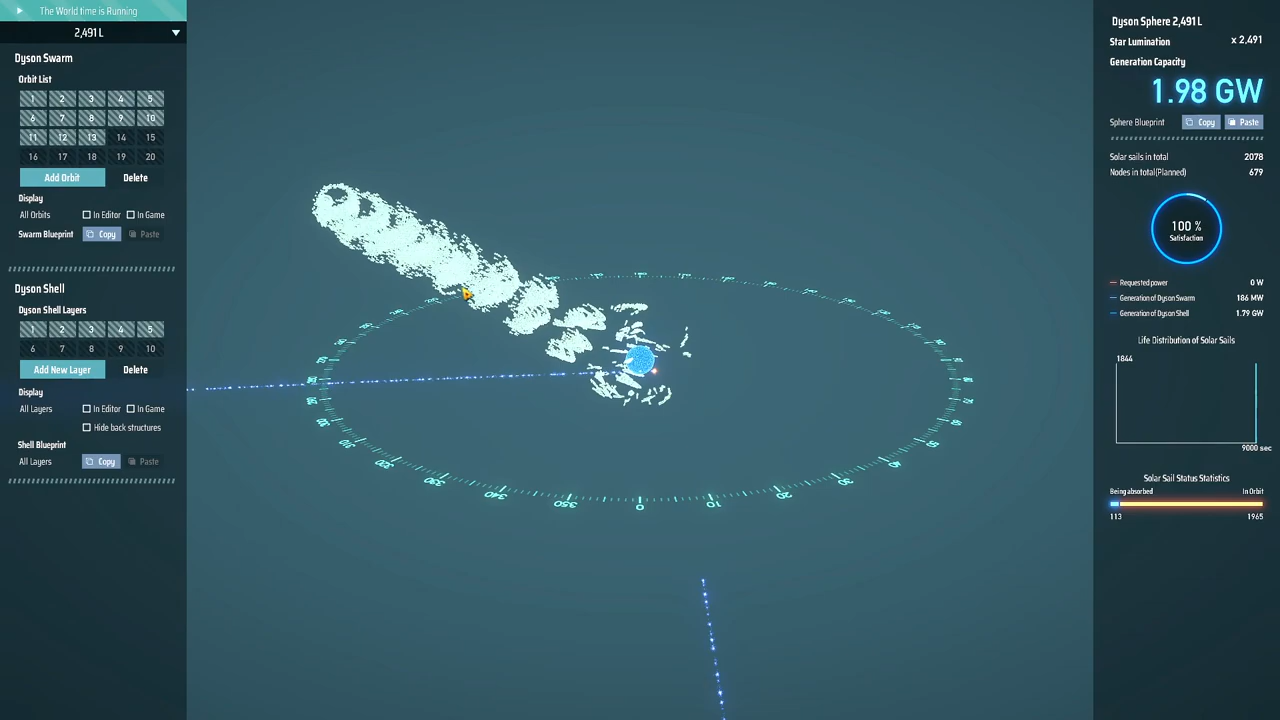 The World time is Running
2,491 L
Dyson Swarm
Orbit List
1 2 3 4 5
6 7 8 9 10
11 12 13 14 15
16 17 18 19 20
Add Orbit Delete
Display
All Orbits In Editor In Game
Swarm Blueprint Copy Paste
Dyson Shell
Dyson Shell Layers
1 2 3 4 5
6 7 8 9 10
Add New Layer Delete
Display
All Layers In Editor In Game
Hide back structures
Shell Blueprint
All Layers Copy Paste
340
350
0
10
20
30
Dyson Sphere 2,491 L
Star Lumination x 2,491
Generation Capacity
1.98 GW
Sphere Blueprint Copy Paste
Solar sails in total 2078
Nodes in total(Planned) 679
100 %
Satisfaction
Requested power 0 W
Generation of Dyson Swarm 186 MW
Generation of Dyson Shell 1.79 GW
Life Distribution of Solar Sails
1844
9000 sec
Solar Sail Status Statistics
Being absorbed In Orbit
113 1965